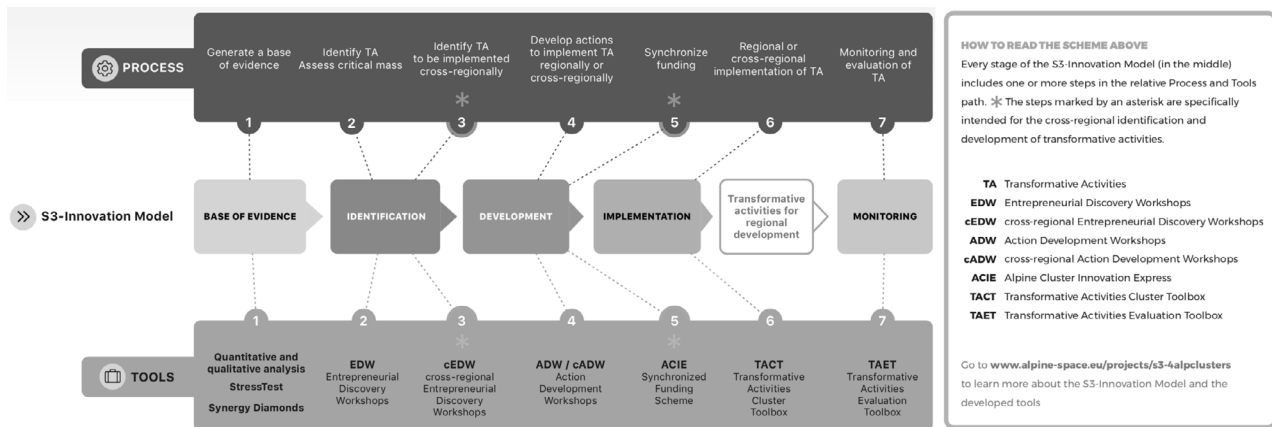 PROCESS
Generate a base
of evidence
Identify TA
Assess critical mass
Identify TA
to be implemented
cross-regionally
*
Develop actions
to implement TA
regionally or
cross-regionally
Synchronize
funding
*
Regional or
cross-regional
implementation of TA
Monitoring and
evaluation of
TA
1
2
3
4
5
6
7
S3-Innovation Model
BASE OF EVIDENCE
IDENTIFICATION
DEVELOPMENT
IMPLEMENTATION
Transformative
activities for
regional
development
MONITORING
1
2
3
4
5
6
7
TOOLS
Quantitative and
qualitative analysis
StressTest
Synergy Diamonds
EDW
Entrepreneurial
Discovery
Workshops
*
cEDW
cross-regional
Entrepreneurial
Discovery
Workshops
ADW / cADW
Action
Development
Workshops
*
ACIE
Synchronized
Funding
Scheme
TACT
Transformative
Activities
Cluster
Toolbox
TAET
Transformative
Activities
Evaluation
Toolbox
HOW TO READ THE SCHEME ABOVE
Every stage of the S3-Innovation Model (in the middle)
includes one or more steps in the relative Process and Tools
path. * The steps marked by an asterisk are specifically
intended for the cross-regional identification and
development of transformative activities.
TA Transformative Activities
EDW Entrepreneurial Discovery Workshops
cEDW cross-regional Entrepreneurial Discovery Workshops
ADW Action Development Workshops
cADW cross-regional Action Development Workshops
ACIE Alpine Cluster Innovation Express
TACT Transformative Activities Cluster Toolbox
TAET Transformative Activities Evaluation Toolbox
Go to www.alpine-space.eu/projects/s3-4alpclusters
to learn more about the S3-Innovation Model and the
developed tools